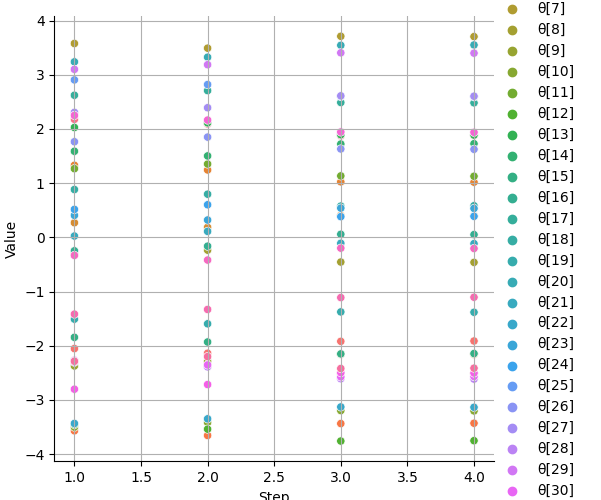 4
3
2
1
0
−1
−2
−3
−4
Value
1.0 1.5 2.0 2.5 3.0 3.5 4.0
Step
θ[7]
θ[8]
θ[9]
θ[10]
θ[11]
θ[12]
θ[13]
θ[14]
θ[15]
θ[16]
θ[17]
θ[18]
θ[19]
θ[20]
θ[21]
θ[22]
θ[23]
θ[24]
θ[25]
θ[26]
θ[27]
θ[28]
θ[29]
θ[30]